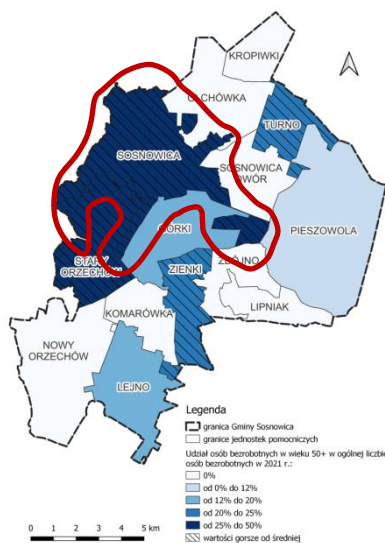 KROPIWKI
OLCHÓWKA
TURNO
SOSNOWICA
SOSNOWICA
DWÓR
GÓRKI
PIESZOWOLA
STARY
ORZECHÓW
ZIENKI
ZBÓJNO
KOMARÓWKA
LIPNIAK
NOWY
ORZECHÓW
LEJNO
Legenda
granica Gminy Sosnowica
granice jednostek pomocniczych
Udział osób bezrobotnych w wieku 50+ w ogólnej liczbie
osób bezrobotnych w 2021 r.:
0%
od 0% do 12%
od 12% do 20%
od 20% do 25%
od 25% do 50%
wartości gorsze od średniej
0 1 2 3 4 5 km